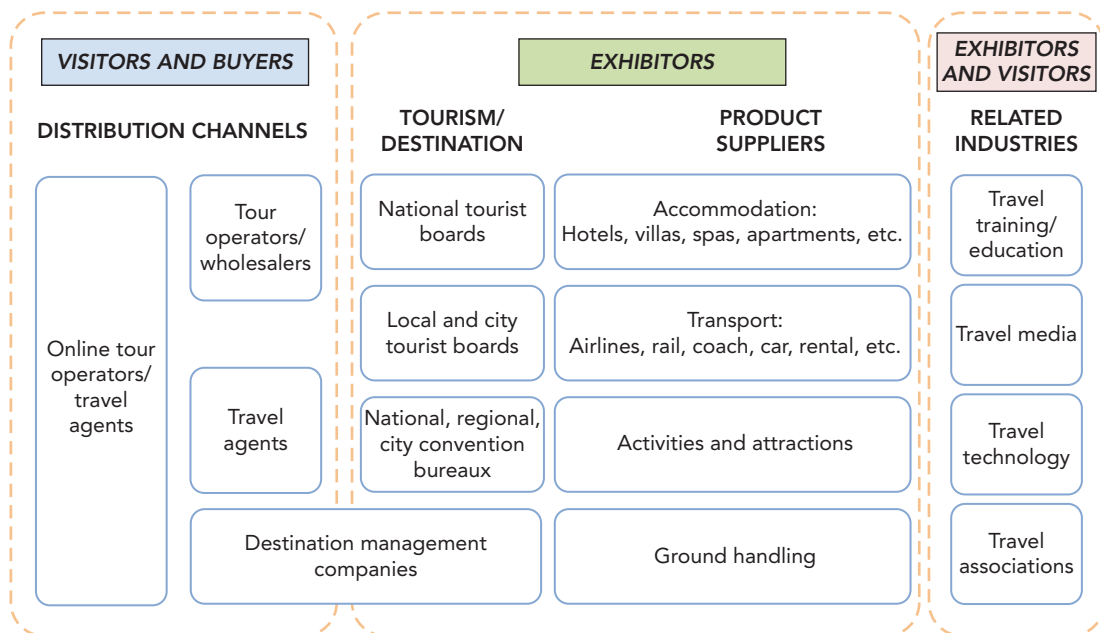 VISITORS AND BUYERS
DISTRIBUTION CHANNELS
Online tour
operators/
travel
agents
Tour
operators/
wholesalers
Travel
agents
Destination management
companies
EXHIBITORS
TOURISM/
DESTINATION
National tourist
boards
Local and city
tourist boards
National, regional,
city convention
bureaux
PRODUCT
SUPPLIERS
Accommodation:
Hotels, villas, spas, apartments, etc.
Transport:
Airlines, rail, coach, car, rental, etc.
Activities and attractions
Ground handling
EXHIBITORS
AND VISITORS
RELATED
INDUSTRIES
Travel
training/
education
Travel media
Travel
technology
Travel
associations